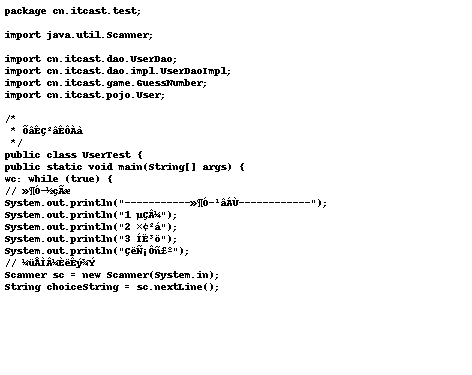 package cn.itcast.test;
import java.util.Scanner;
import cn.itcast.dao.UserDao;
import cn.itcast.dao.impl.UserDaoImpl;
import cn.itcast.game.GuessNumber;
import cn.itcast.pojo.User;
/*
* ÕâÊÇ²âÊÔÀà
*/
public class UserTest {
public static void main(String[] args) {
wc: while (true) {
// »¶Ó­½çÃæ
System.out.println("-----------»¶Ó­¹âÁÙ------------");
System.out.println("1 µÇÂ¼");
System.out.println("2 ×¢²á");
System.out.println("3 ÍË³ö");
System.out.println("ÇëÑ¡Ôñ£º");
// ¼üÅÌÂ¼ÈëÊý¾Ý
Scanner sc = new Scanner(System.in);
String choiceString = sc.nextLine();